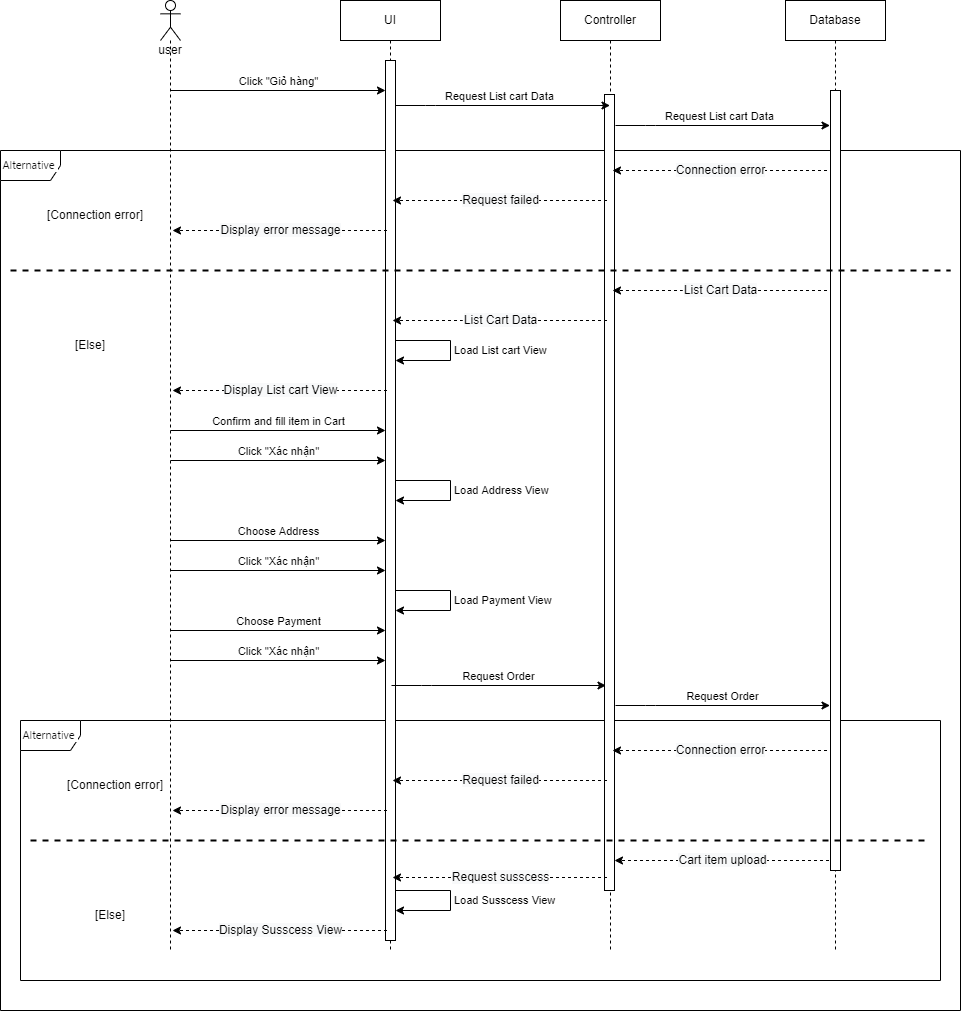 UI
Controller
Database
user
Click "Giỏ hàng"
Request List cart Data
Request List cart Data
Alternative
Connection error
Request failed
[Connection error]
Display error message
List Cart Data
List Cart Data
[Else]
Load List cart View
Display List cart View
Confirm and fill item in Cart
Click "Xác nhận"
Load Address View
Choose Address
Click "Xác nhận"
Load Payment View
Choose Payment
Click "Xác nhận"
Request Order
Request Order
Alternative
Connection error
Request failed
[Connection error]
Display error message
Cart item upload
Request susscess
Load Susscess View
[Else]
Display Susscess View